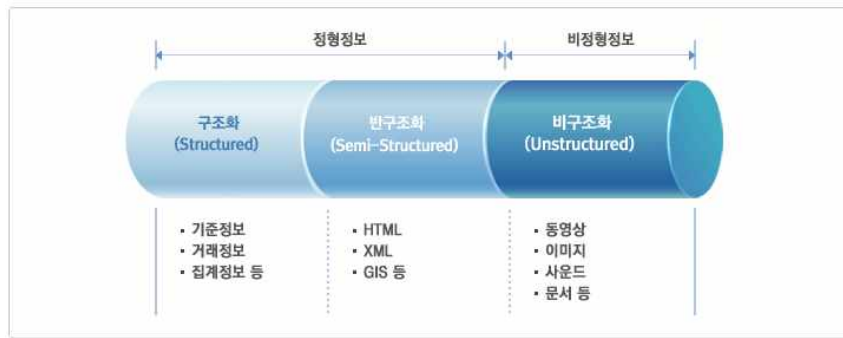 정형정보
비정형정보
구조화
(Structured)
반구조화
(Semi-Structured)
비구조화
(Unstructured)
▪ 기준정보
▪ 거래정보
▪ 집계정보 등
▪ HTML
▪ XML
▪ GIS 등
▪ 동영상
▪ 이미지
▪ 사운드
▪ 문서 등